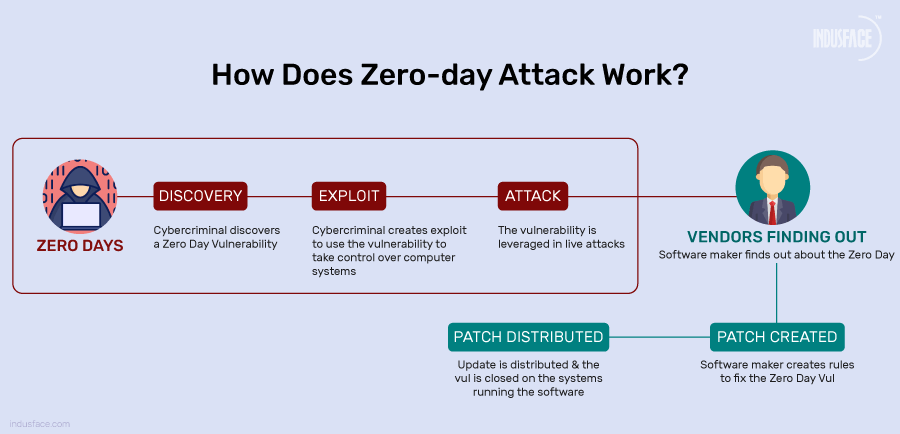 INDUSFACE
TM
How Does Zero-day Attack Work?
ZERO DAYS
DISCOVERY
Cybercriminal discovers
a Zero Day Vulnerability
EXPLOIT
Cybercriminal creates exploit
to use the vulnerability to
take control over computer
systems
ATTACK
The vulnerability is
leveraged in live attacks
VENDORS FINDING OUT
Software maker finds out about the Zero Day
PATCH CREATED
Software maker creates rules
to fix the Zero Day Vul
PATCH DISTRIBUTED
Update is distributed & the
vul is closed on the systems
running the software
indusface.com